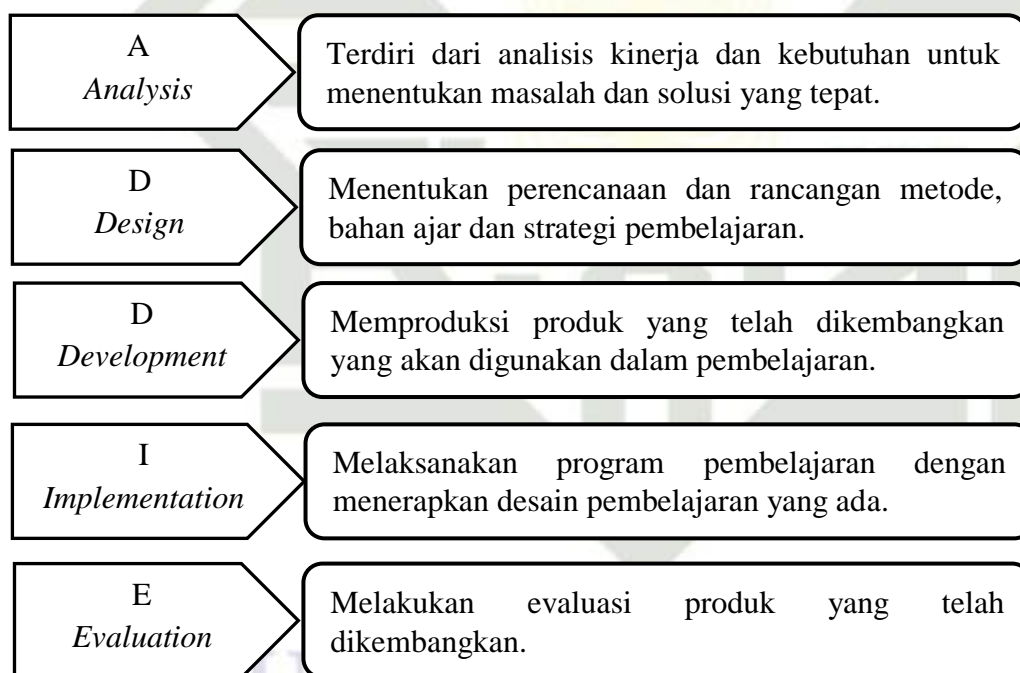 A
Analysis
Terdiri dari analisis kinerja dan kebutuhan untuk
menentukan masalah dan solusi yang tepat.
D
Design
Menentukan perencanaan dan rancangan metode,
bahan ajar dan strategi pembelajaran.
D
Development
Memproduksi produk yang telah dikembangkan
yang akan digunakan dalam pembelajaran.
I
Implementation
Melaksanakan program pembelajaran dengan
menerapkan desain pembelajaran yang ada.
E
Evaluation
Melakukan evaluasi produk yang telah
dikembangkan.